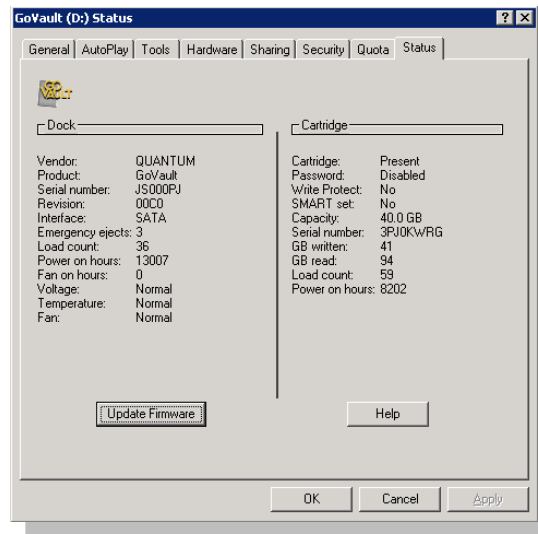 GoVault (D:) Status
General AutoPlay Tools Hardware Sharing Security Quota Status
GO VAULT
Dock
Vendor: QUANTUM
Product: GoVault
Serial number: JS000PJ
Revision: 00C0
Interface: SATA
Emergency ejects: 3
Load count: 36
Power on hours: 13007
Fan on hours: 0
Voltage: Normal
Temperature: Normal
Fan: Normal
Update Firmware
Cartridge
Cartridge: Present
Password: Disabled
Write Protect: No
SMART set: No
Capacity: 40.0 GB
Serial number: 3PJ0KWRG
GB written: 41
GB read: 94
Load count: 59
Power on hours: 8202
Help
OK Cancel Apply